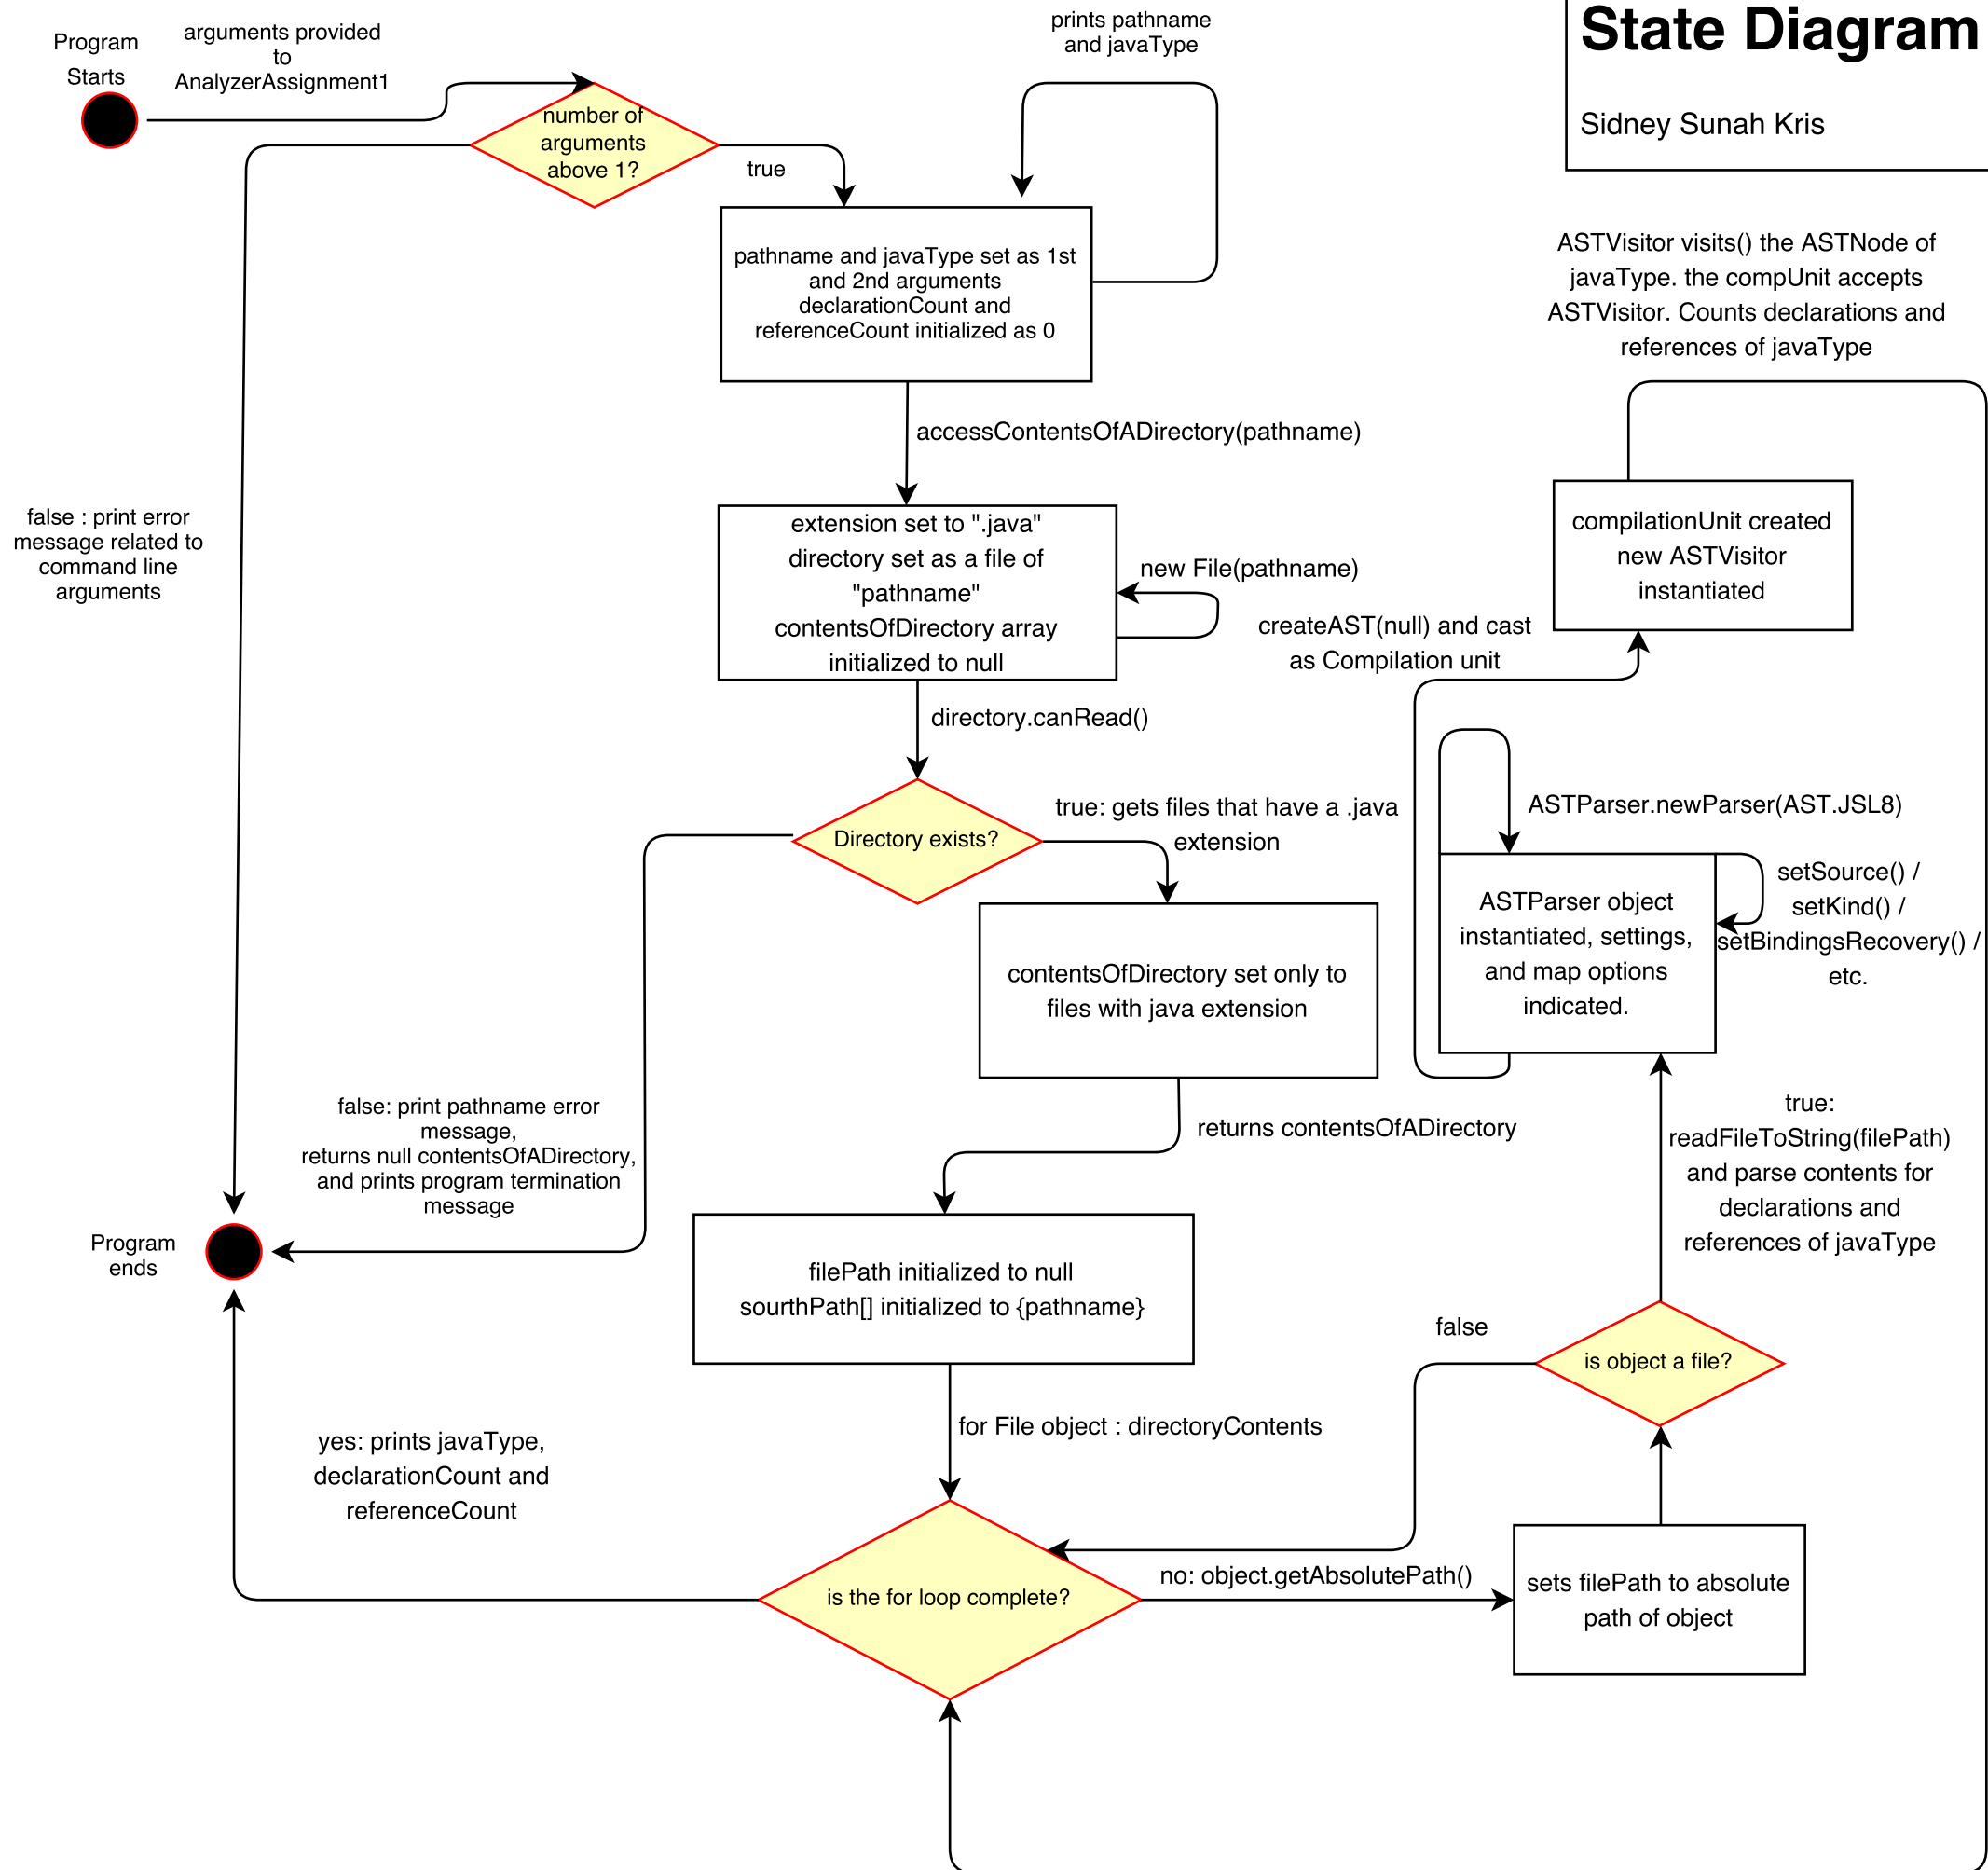 State Diagram
Sidney Sunah Kris
Program
Starts
arguments provided
to
AnalyzerAssignment1
number of
arguments
above 1?
true
prints pathname
and javaType
pathname and javaType set as 1st
and 2nd arguments
declarationCount and
referenceCount initialized as 0
false : print error
message related to
command line
arguments
accessContentsOfADirectory(pathname)
extension set to ".java"
directory set as a file of
"pathname"
contentsOfDirectory array
initialized to null
new File(pathname)
directory.canRead()
Directory exists?
true: gets files that have a .java
extension
contentsOfDirectory set only to
files with java extension
false: print pathname error
message,
returns null contentsOfADirectory,
and prints program termination
message
returns contentsOfADirectory
Program
ends
filePath initialized to null
sourthPath[] initialized to {pathname}
for File object : directoryContents
yes: prints javaType,
declarationCount and
referenceCount
is the for loop complete?
no: object.getAbsolutePath()
sets filePath to absolute
path of object
is object a file?
false
true:
readFileToString(filePath)
and parse contents for
declarations and
references of javaType
ASTParser object
instantiated, settings,
and map options
indicated.
ASTParser.newParser(AST.JSL8)
setSource() /
setKind() /
setBindingsRecovery() /
etc.
createAST(null) and cast
as Compilation unit
compilationUnit created
new ASTVisitor
instantiated
ASTVisitor visits() the ASTNode of
javaType. the compUnit accepts
ASTVisitor. Counts declarations and
references of javaType